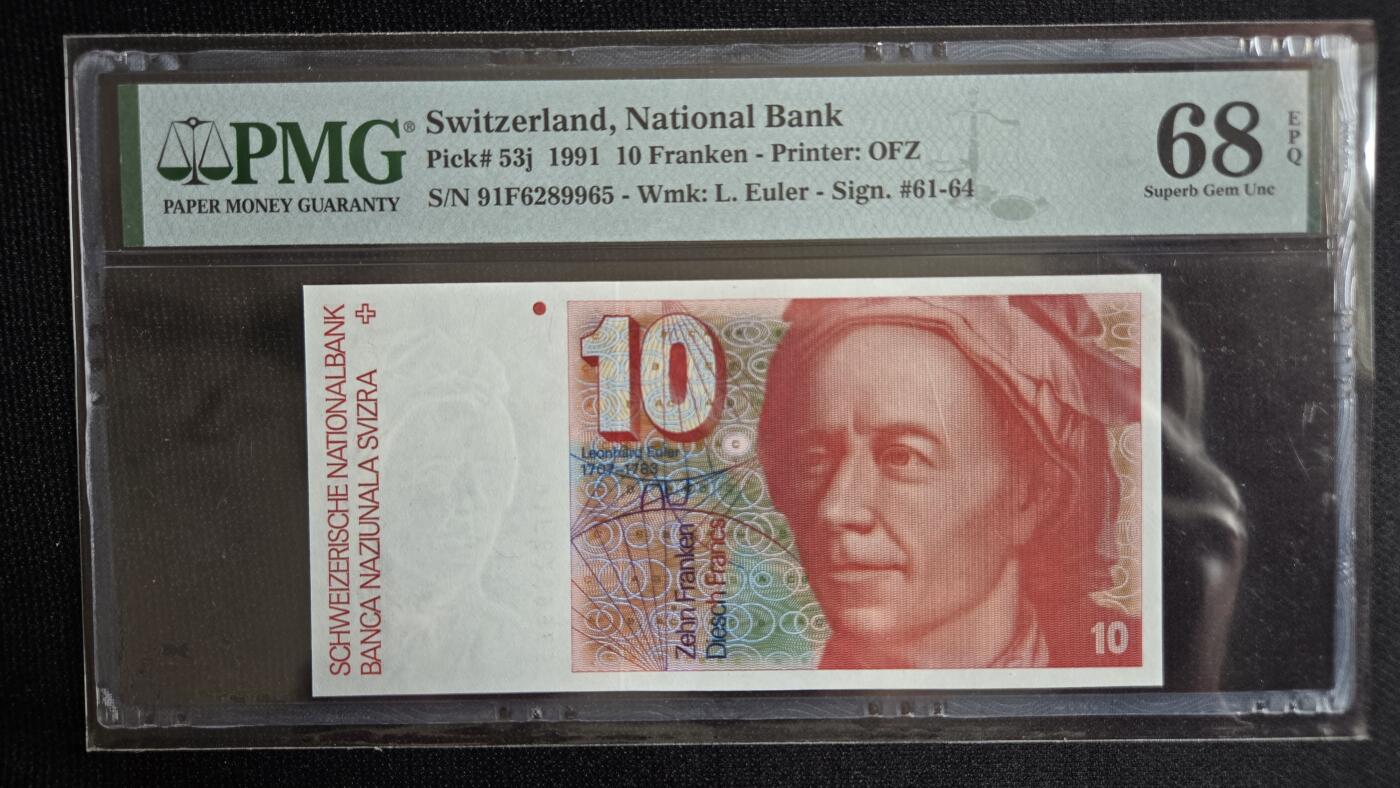 PMG®
PAPER MONEY GUARANTY
Switzerland, National Bank
Pick# 53j 1991 10 Franken - Printer: OFZ
S/N 91F6289965 - Wmk: L. Euler - Sign. #61-64
68
EPQ
Superb Gem Unc
SCHWEIZERISCHE NATIONALBANK
BANCA NAZIUNALA SVIZRA
10
Leonhard Euler
1707-1783
Zehn Franken
Diesch Francs
10